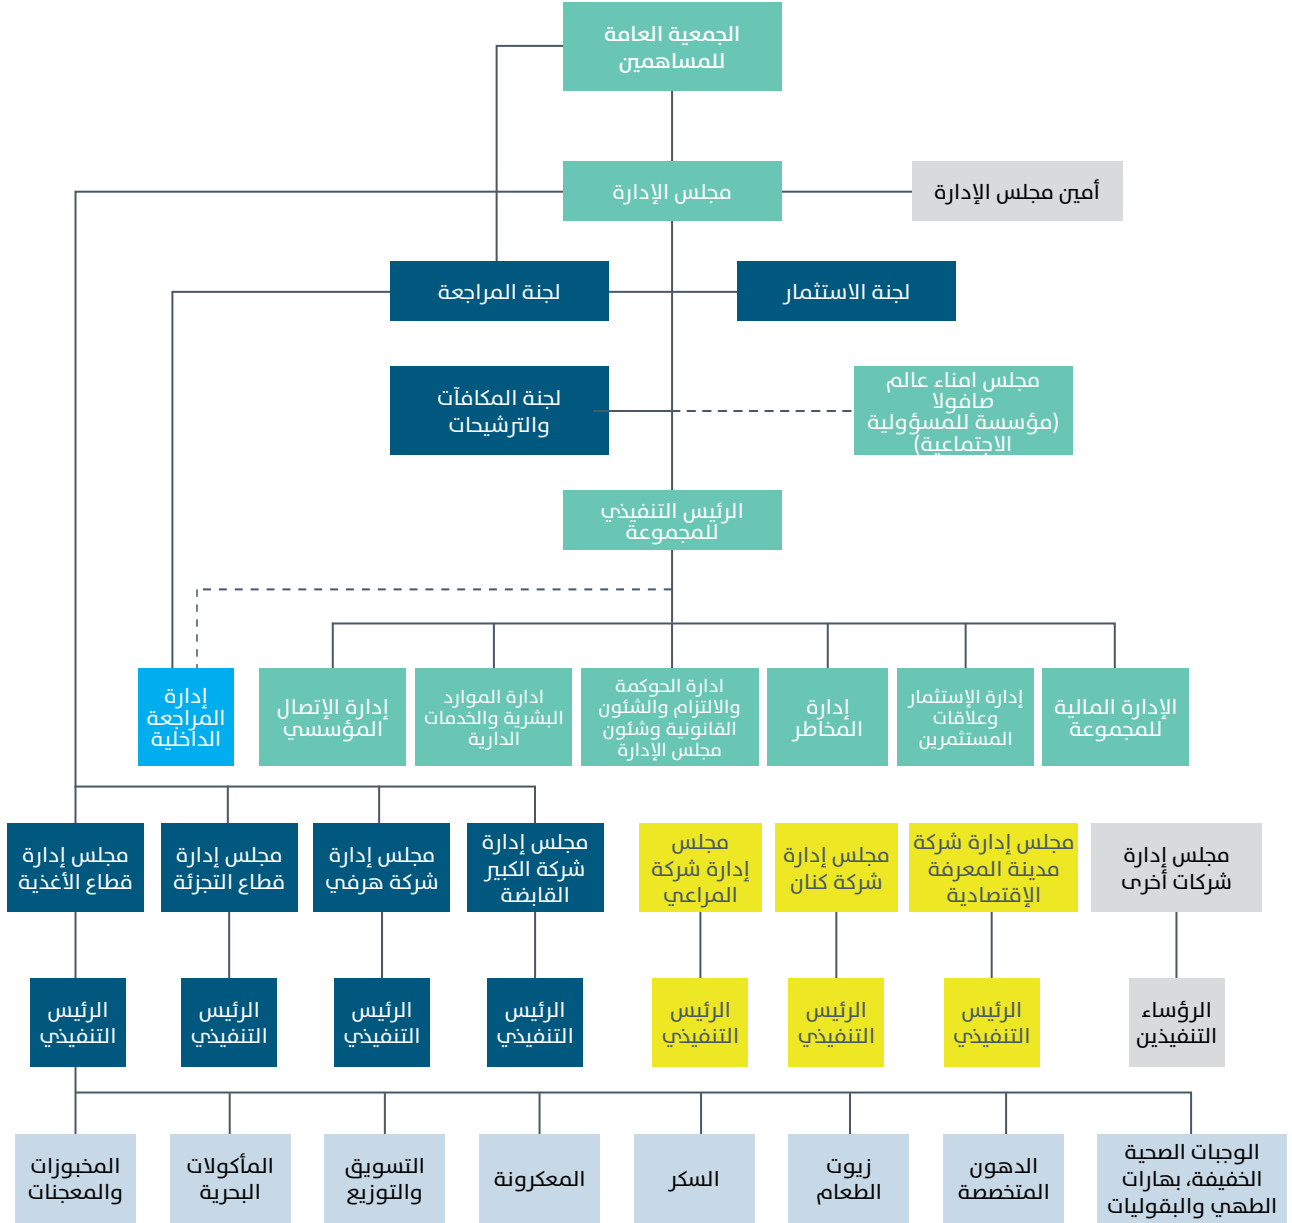 الجمعية العامة
للمساهمين
مجلس الإدارة
أمين مجلس الإدارة
لجنة الاستثمار
لجنة المراجعة
مجلس امناء عالم
صافولا
(مؤسسة للمسؤولية
الاجتماعية)
لجنة المكافآت
والترشيحات
الرئيس التنفيذي
للمجموعة
الإدارة المالية
للمجموعة
إدارة الإستثمار
وعلاقات
المستثمرين
إدارة
المخاطر
ادارة الحوكمة
والالتزام والشئون
القانونية وشئون
مجلس الإدارة
ادارة الموارد
البشرية والخدمات
الدارية
إدارة الإتصال
المؤسسي
إدارة
المراجعة
الداخلية
مجلس إدارة
شركات أخرى
مجلس إدارة شركة
مدينة المعرفة
الإقتصادية
مجلس إدارة
شركة كنان
مجلس
إدارة شركة
المراعي
مجلس إدارة
شركة الكبير
القابضة
مجلس إدارة
شركة هرفي
مجلس إدارة
قطاع التجزئة
مجلس إدارة
قطاع الأغذية
الرؤساء
التنفيذين
الرئيس
التنفيذي
الرئيس
التنفيذي
الرئيس
التنفيذي
الرئيس
التنفيذي
الرئيس
التنفيذي
الرئيس
التنفيذي
الرئيس
التنفيذي
الوجبات الصحية
الخفيفة، بهارات
الطهي والبقوليات
الدهون
المتخصصة
زيوت
الطعام
السكر
المعكرونة
التسويق
والتوزيع
المأكولات
البحرية
المخبوزات
والمعجنات